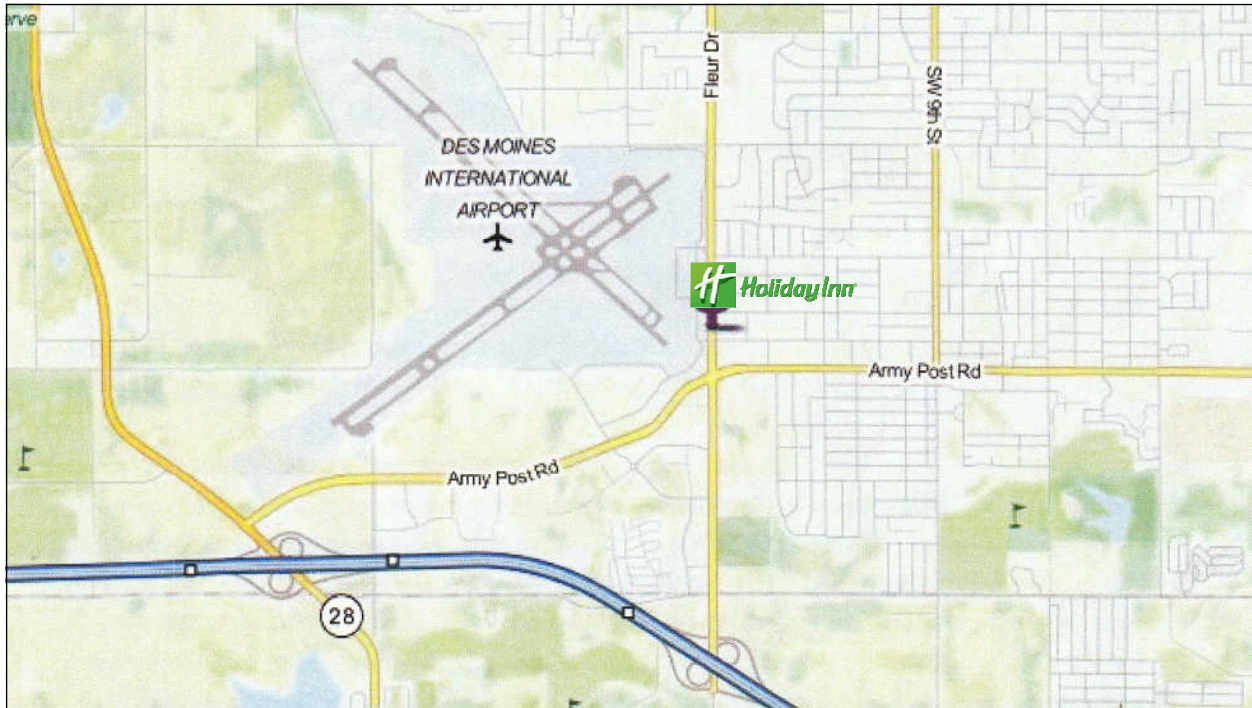 erve
Fleur Dr
SW 9th St
DES MOINES
INTERNATIONAL
AIRPORT
H Holiday Inn
Army Post Rd
Army Post Rd
28